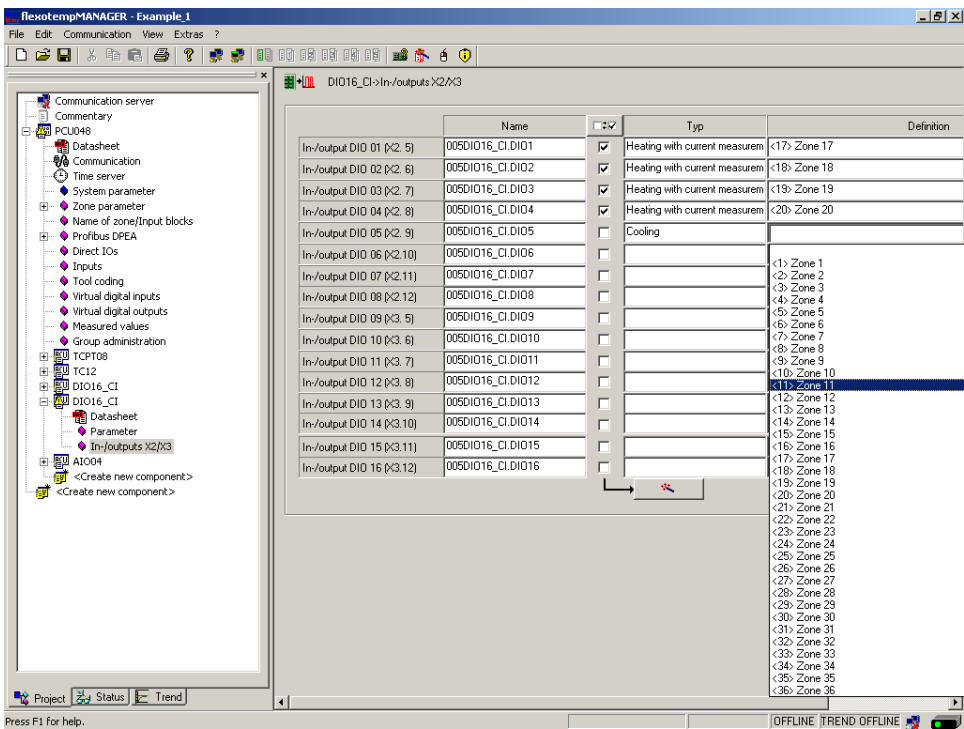 flexotempMANAGER - Example_1
File Edit Communication View Extras ?
Communication server
Commentary
PCU048
Datasheet
Communication
Time server
System parameter
Zone parameter
Name of zone/Input blocks
Profibus DPEA
Direct IOs
Inputs
Tool coding
Virtual digital inputs
Virtual digital outputs
Measured values
Group administration
TCPT08
TC12
DIO16_CI
DIO16_CI
Datasheet
Parameter
In-/outputs X2/X3
AIO04
<Create new component>
<Create new component>
Project Status Trend
DIO16_CI->In-/outputs X2/X3
Name Typ Definition
In-/output DIO 01 (X2. 5) 005DIO16_CI.DIO1 Heating with current measurem <17> Zone 17
In-/output DIO 02 (X2. 6) 005DIO16_CI.DIO2 Heating with current measurem <18> Zone 18
In-/output DIO 03 (X2. 7) 005DIO16_CI.DIO3 Heating with current measurem <19> Zone 19
In-/output DIO 04 (X2. 8) 005DIO16_CI.DIO4 Heating with current measurem <20> Zone 20
In-/output DIO 05 (X2. 9) 005DIO16_CI.DIO5 Cooling
In-/output DIO 06 (X2.10) 005DIO16_CI.DIO6
In-/output DIO 07 (X2.11) 005DIO16_CI.DIO7
In-/output DIO 08 (X2.12) 005DIO16_CI.DIO8
In-/output DIO 09 (X3. 5) 005DIO16_CI.DIO9
In-/output DIO 10 (X3. 6) 005DIO16_CI.DIO10
In-/output DIO 11 (X3. 7) 005DIO16_CI.DIO11
In-/output DIO 12 (X3. 8) 005DIO16_CI.DIO12
In-/output DIO 13 (X3. 9) 005DIO16_CI.DIO13
In-/output DIO 14 (X3.10) 005DIO16_CI.DIO14
In-/output DIO 15 (X3.11) 005DIO16_CI.DIO15
In-/output DIO 16 (X3.12) 005DIO16_CI.DIO16
<1> Zone 1
<2> Zone 2
<3> Zone 3
<4> Zone 4
<5> Zone 5
<6> Zone 6
<7> Zone 7
<8> Zone 8
<9> Zone 9
<10> Zone 10
<11> Zone 11
<12> Zone 12
<13> Zone 13
<14> Zone 14
<15> Zone 15
<16> Zone 16
<17> Zone 17
<18> Zone 18
<19> Zone 19
<20> Zone 20
<21> Zone 21
<22> Zone 22
<23> Zone 23
<24> Zone 24
<25> Zone 25
<26> Zone 26
<27> Zone 27
<28> Zone 28
<29> Zone 29
<30> Zone 30
<31> Zone 31
<32> Zone 32
<33> Zone 33
<34> Zone 34
<35> Zone 35
<36> Zone 36
Press F1 for help. OFFLINE TREND OFFLINE